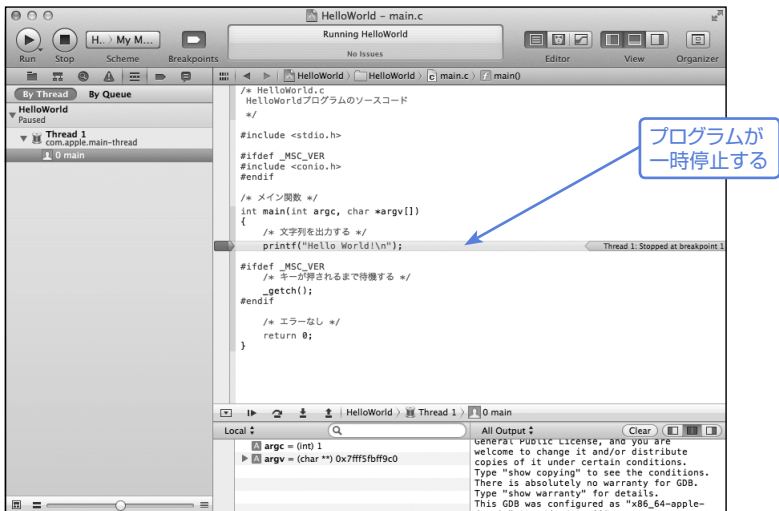 HelloWorld – main.c
Running HelloWorld
No Issues
H.. 〉 My M...
Run
Stop
Scheme
Breakpoints
Editor
View
Organizer
By Thread
By Queue
HelloWorld 〉 HelloWorld 〉 main.c 〉 main()
HelloWorld
Paused
Thread 1
com.apple.main-thread
0 main
/* HelloWorld.c
HelloWorldプログラムのソースコード
*/
#include <stdio.h>
#ifdef _MSC_VER
#include <conio.h>
#endif
/* メイン関数 */
int main(int argc, char *argv[])
{
/* 文字列を出力する */
printf("Hello World!\n");
Thread 1: Stopped at breakpoint 1
#ifdef _MSC_VER
/* キーが押されるまで待機する */
_getch();
#endif
/* エラーなし */
return 0;
}
プログラムが
一時停止する
HelloWorld 〉 Thread 1 〉 0 main
Local
All Output
Clear
A argc = (int) 1
A argv = (char **) 0x7fff5fbff9c0
General Public License, and you are
welcome to change it and/or distribute
copies of it under certain conditions.
Type "show copying" to see the conditions.
There is absolutely no warranty for GDB.
Type "show warranty" for details.
This GDB was configured as "x86_64-apple-